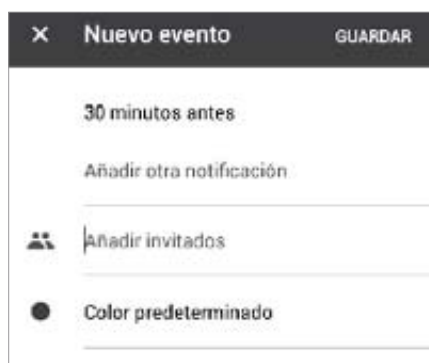 Nuevo evento GUARDAR
30 minutos antes
Añadir otra notificación
Añadir invitados
Color predeterminado